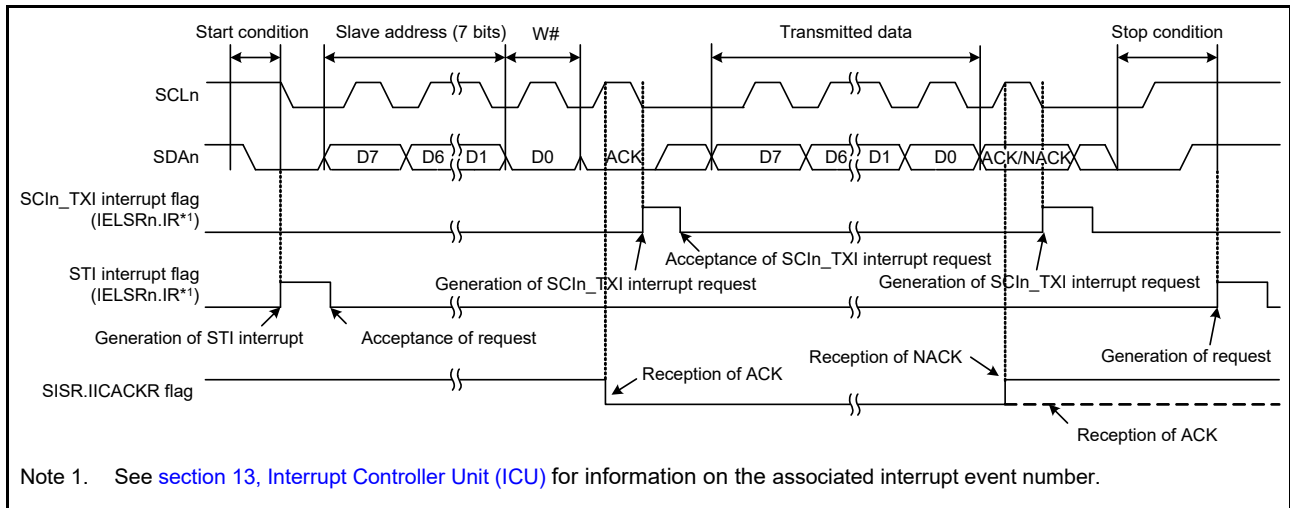 Start condition Slave address (7 bits) W# Transmitted data Stop condition
SCLn
SDAn D7 D6 D1 D0 ACK D7 D6 D1 D0 ACK/NACK
SCIn_TXI interrupt flag
(IELSRn.IR*1)
Acceptance of SCIn_TXI interrupt request
Generation of SCIn_TXI interrupt request Generation of SCIn_TXI interrupt request
STI interrupt flag
(IELSRn.IR*1)
Generation of STI interrupt Acceptance of request Generation of request
Reception of NACK
Reception of ACK
SISR.IICACKR flag
Reception of ACK
Note 1. See section 13, Interrupt Controller Unit (ICU) for information on the associated interrupt event number.